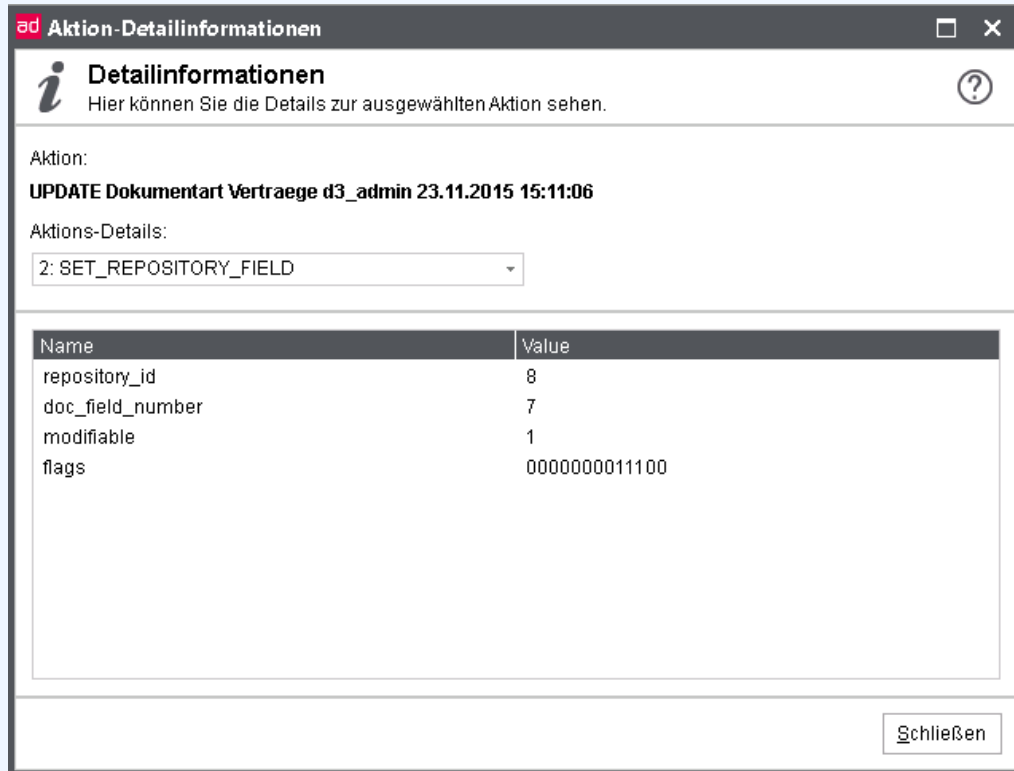 ad Aktion-Detailinformationen
i Detailinformationen
Hier können Sie die Details zur ausgewählten Aktion sehen.
?
Aktion:
UPDATE Dokumentart Vertraege d3_admin 23.11.2015 15:11:06
Aktions-Details:
2: SET_REPOSITORY_FIELD
Name Value
repository_id 8
doc_field_number 7
modifiable 1
flags 0000000011100
Schließen